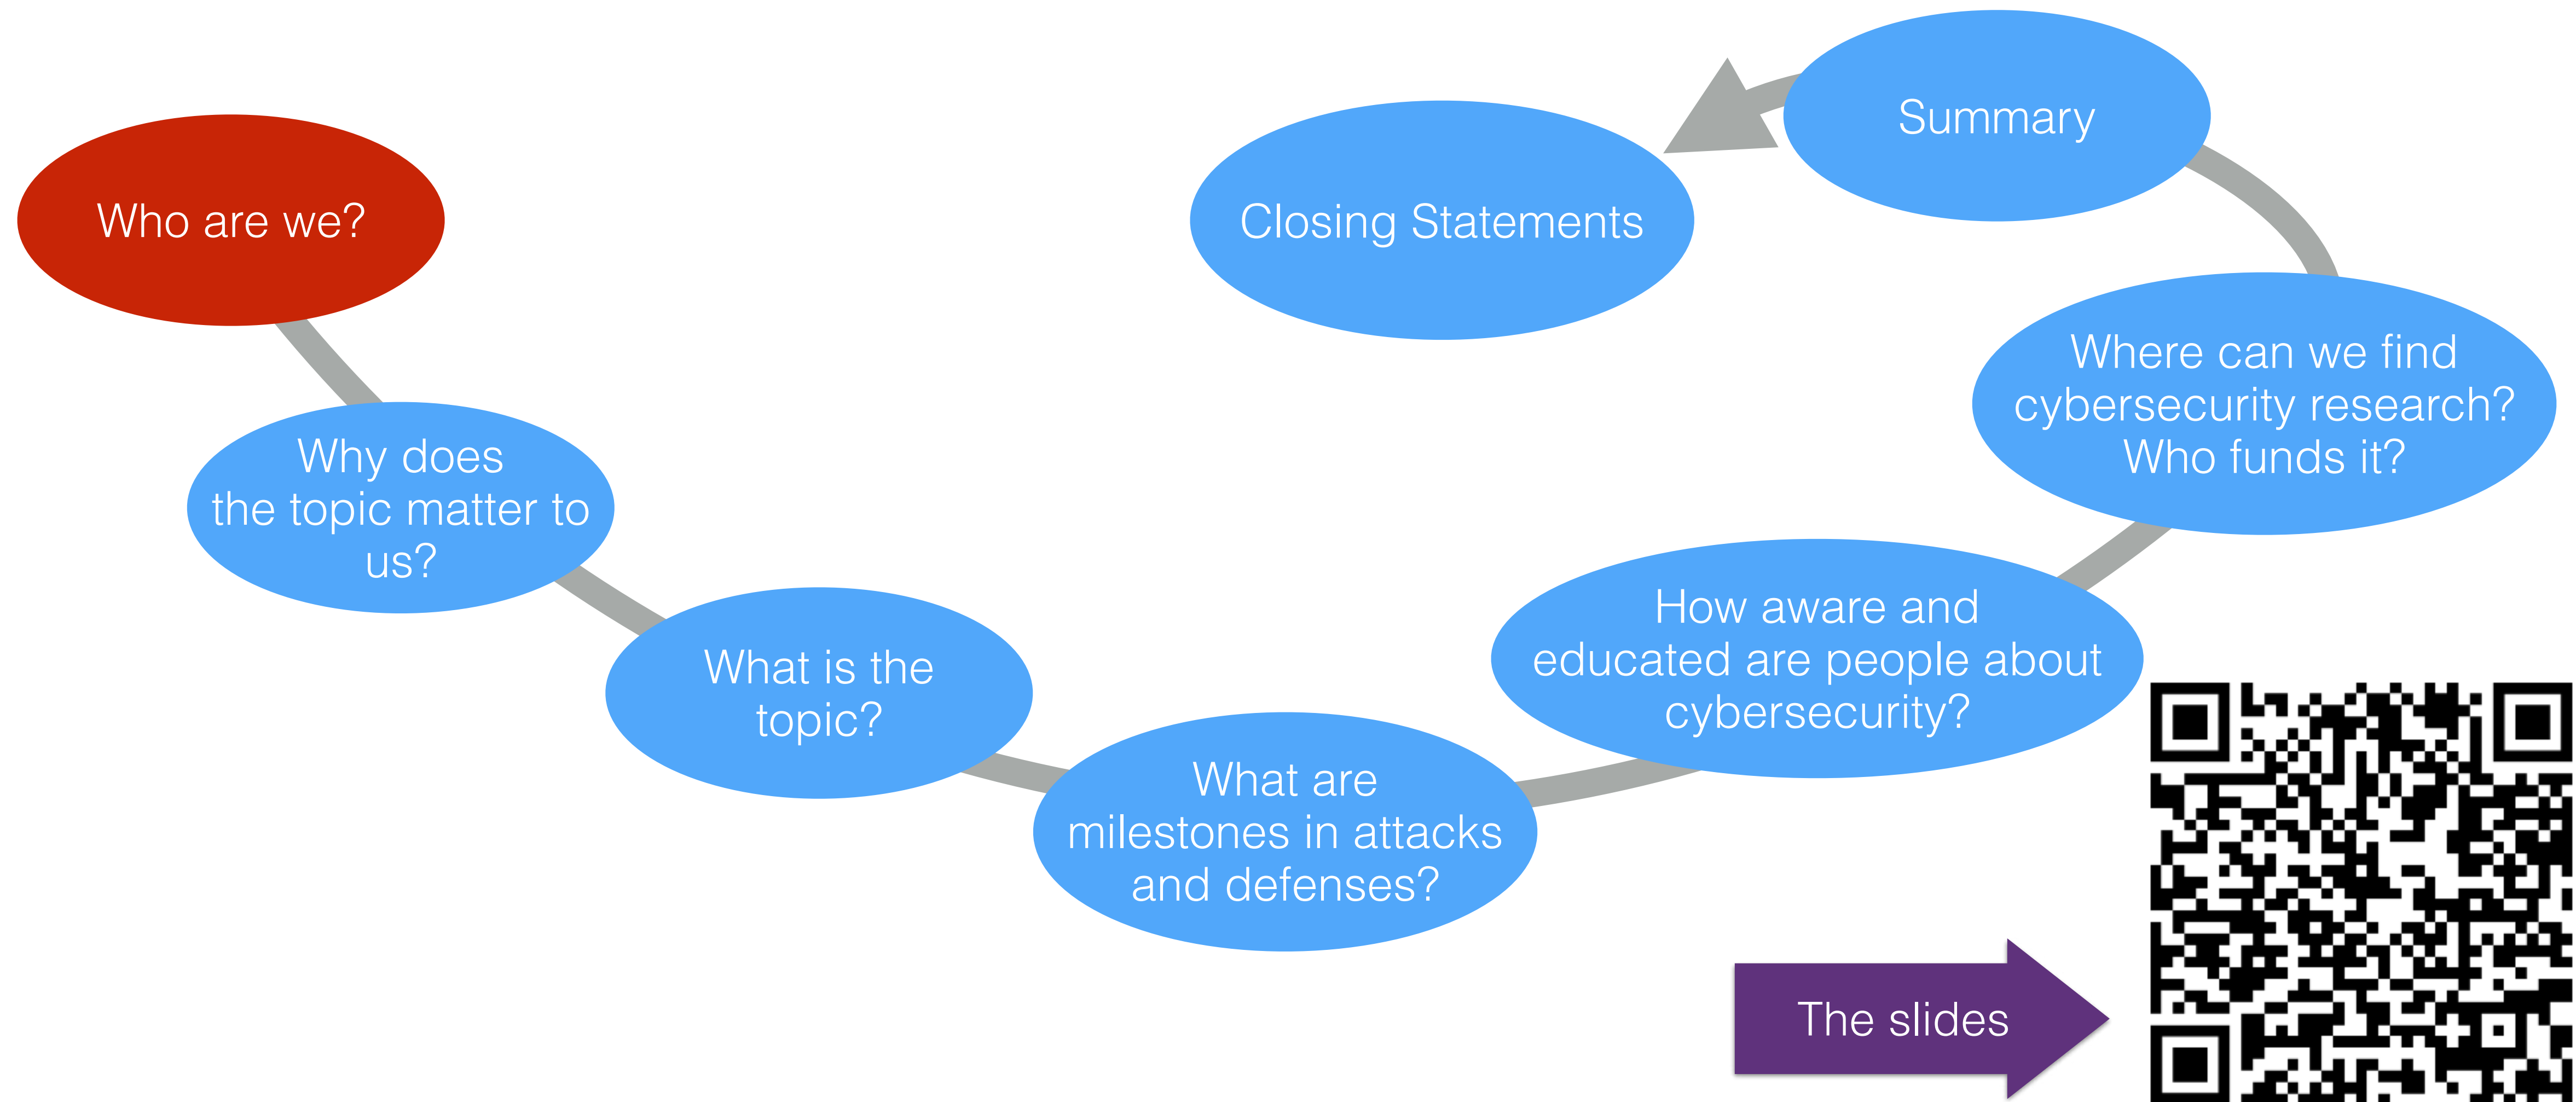 Who are we?
Why does
the topic matter to
us?
What is the
topic?
What are
milestones in attacks
and defenses?
How aware and
educated are people about
cybersecurity?
Where can we find
cybersecurity research?
Who funds it?
Summary
Closing Statements
The slides